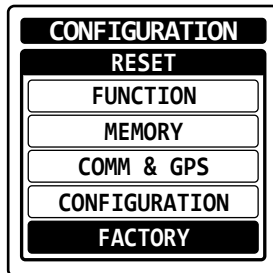 CONFIGURATION
RESET
FUNCTION
MEMORY
COMM & GPS
CONFIGURATION
FACTORY